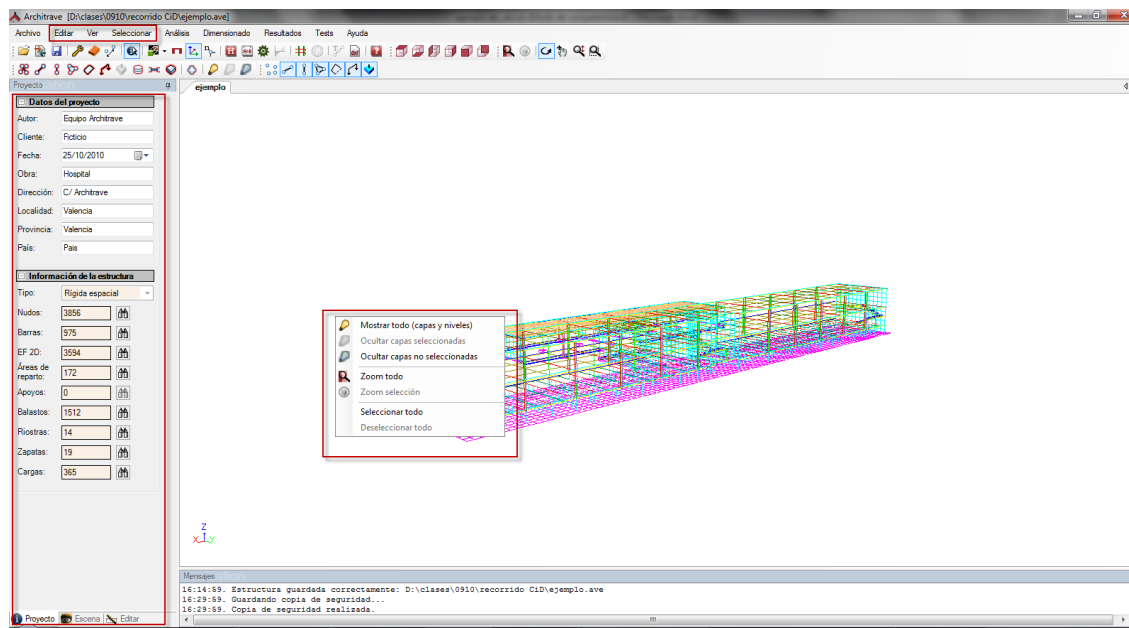 Architrave [D:\clases\0910\recorrido CiD\ejemplo.ave]
Archivo Editar Ver Seleccionar Análisis Dimensionado Resultados Tests Ayuda
Proyecto
ejemplo
Datos del proyecto
Autor: Equipo Architrave
Cliente: Ficticio
Fecha: 25/10/2010
Obra: Hospital
Dirección: C/ Architrave
Localidad: Valencia
Provincia: Valencia
País: Pais
Información de la estructura
Tipo: Rígida espacial
Nudos: 3856
Barras: 975
EF 2D: 3594
Áreas de reparto: 172
Apoyos: 0
Balastos: 1512
Riostras: 14
Zapatas: 19
Cargas: 365
Mostrar todo (capas y niveles)
Ocultar capas seleccionadas
Ocultar capas no seleccionadas
Zoom todo
Zoom selección
Seleccionar todo
Deseleccionar todo
Z
X Y
Mensajes
16:14:59. Estructura guardada correctamente: D:\clases\0910\recorrido CiD\ejemplo.ave
16:29:59. Guardando copia de seguridad...
16:29:59. Copia de seguridad realizada.
Proyecto Escena Editar